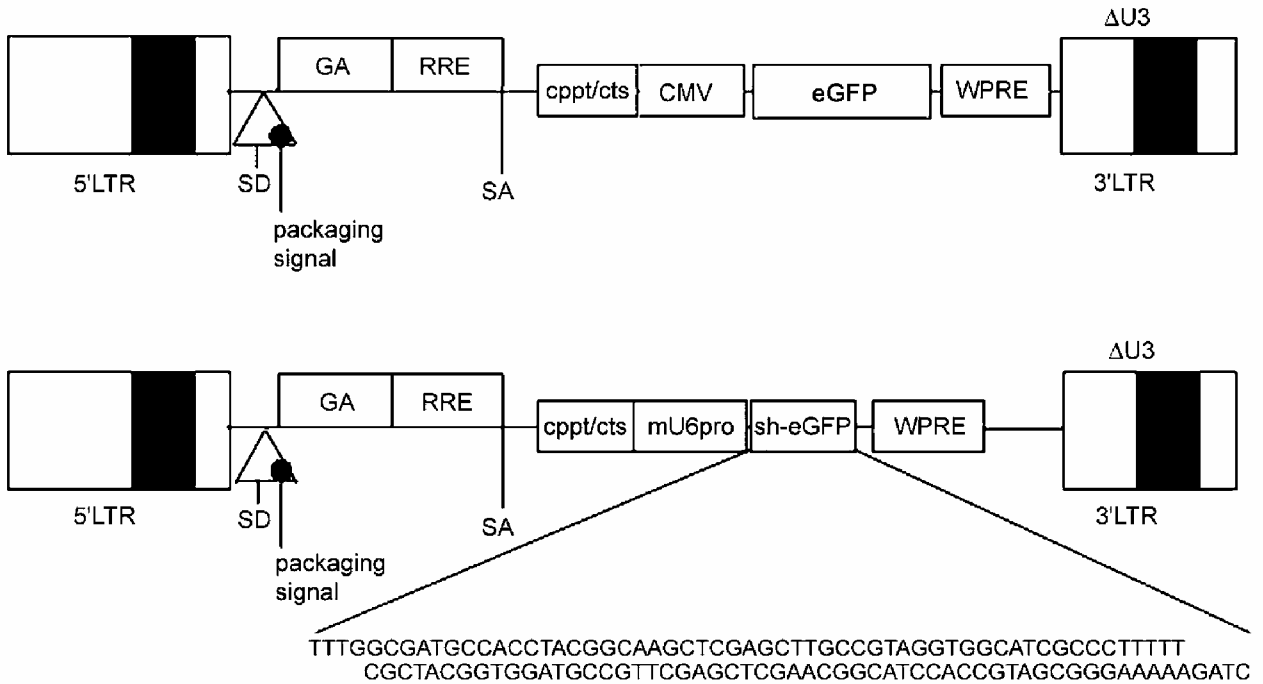 ΔU3
GA RRE
cppt/cts CMV eGFP WPRE
5'LTR SD SA 3'LTR
packaging
signal
ΔU3
GA RRE
cppt/cts mU6pro sh-eGFP WPRE
5'LTR SD SA 3'LTR
packaging
signal
TTTGGCGATGCCACCTACGGCAAGCTCGAGCTTGCCGTAGGTGGCATCGCCCTTTTT
CGCTACGGTGGATGCCGTTCGAGCTCGAACGGCATCCACCGTAGCGGGAAAAAGATC